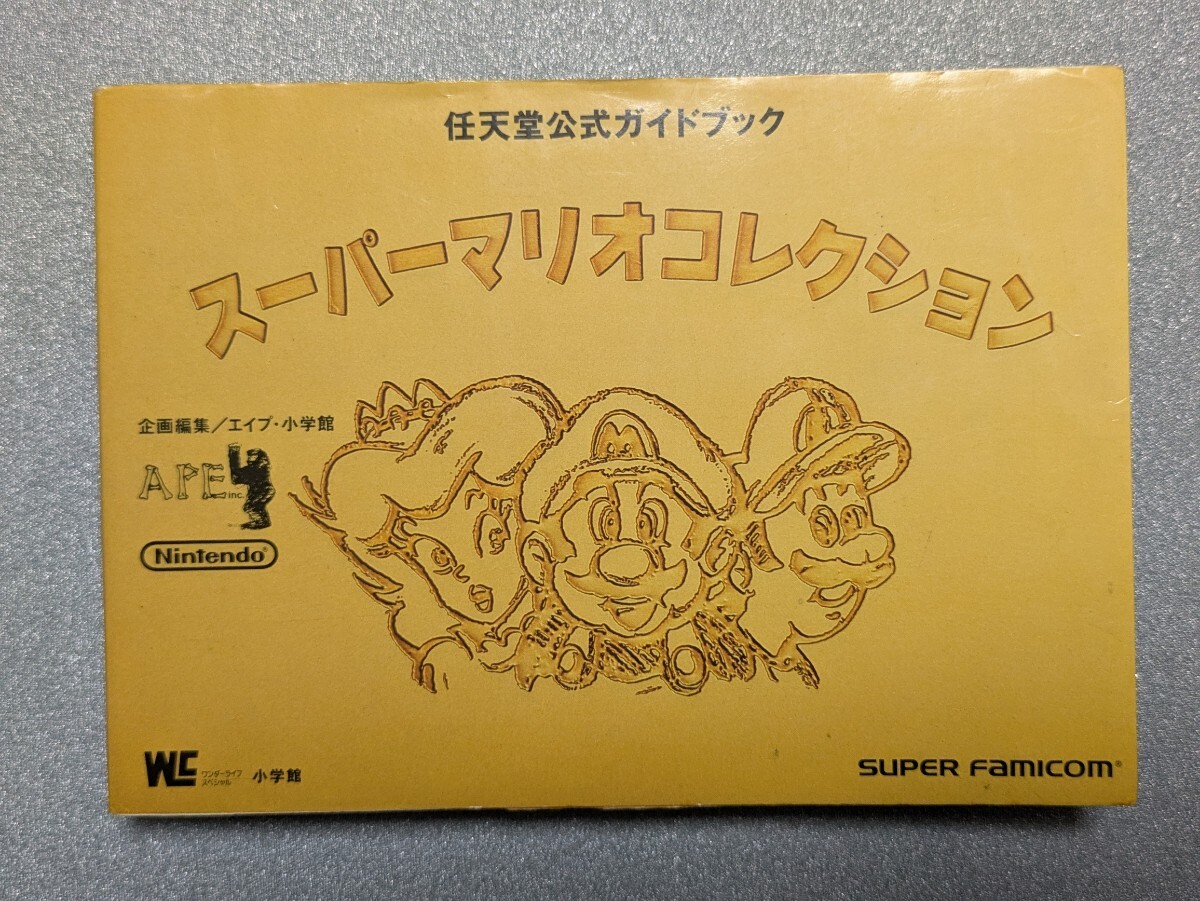 任天堂公式ガイドブック
スーパーマリオコレクション
企画編集/エイプ・小学館
APE inc.
Nintendo®
M
WL ワンダーライフ
スペシャル
小学館
SUPER FAMICOM®